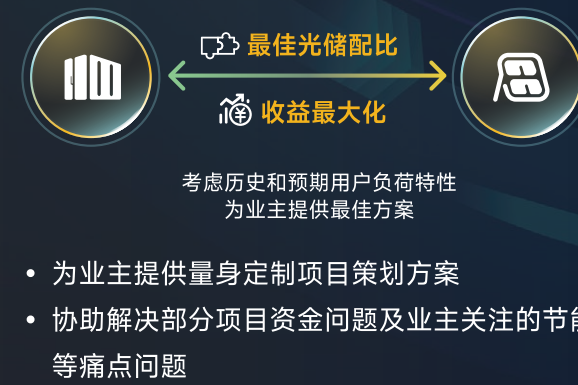 最佳光储配比
收益最大化
考虑历史和预期用户负荷特性
为业主提供最佳方案
• 为业主提供量身定制项目策划方案
• 协助解决部分项目资金问题及业主关注的节能
等痛点问题